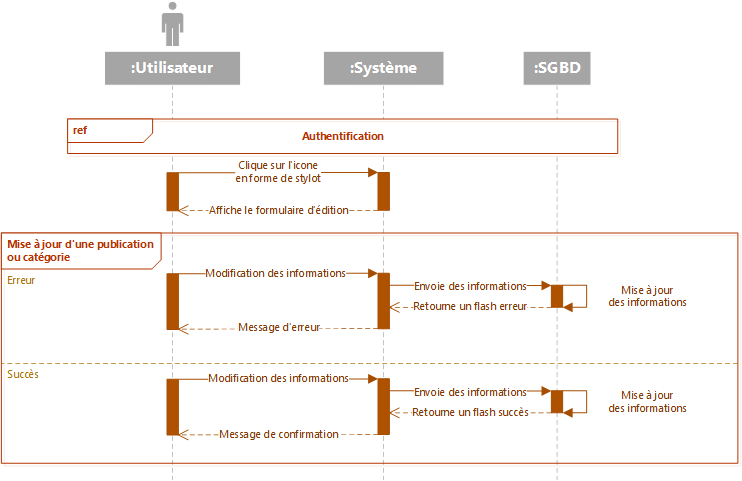 :Utilisateur
:Système
:SGBD
ref
Authentification
Clique sur l'icone
en forme de stylot
Affiche le formulaire d'édition
Mise à jour d'une publication
ou catégorie
Erreur
Modification des informations
Envoie des informations
Mise à jour
des informations
Retourne un flash erreur
Message d'erreur
Succès
Modification des informations
Envoie des informations
Mise à jour
des informations
Retourne un flash succès
Message de confirmation